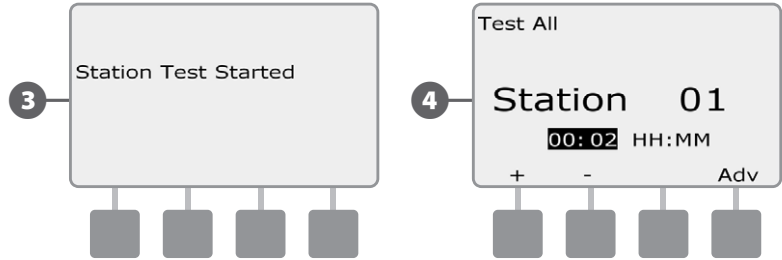 3
Station Test Started
4
Test All
Station 01
00:02 HH:MM
+ - Adv